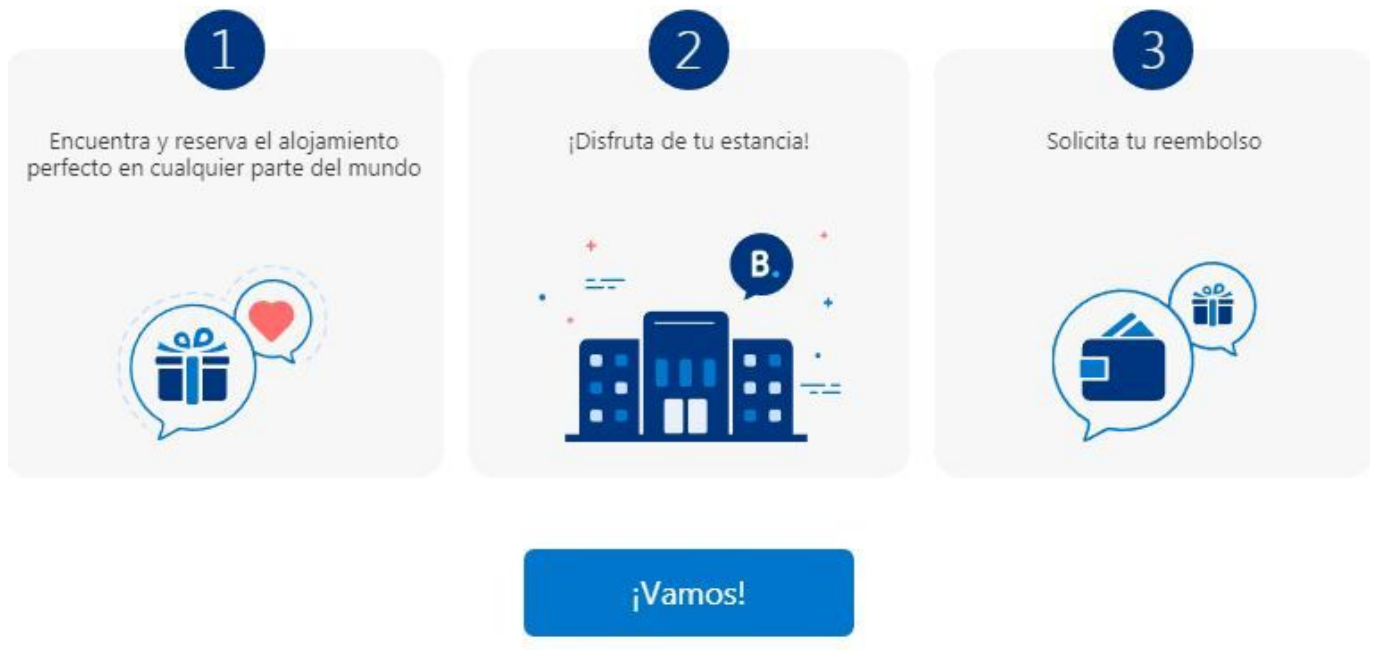 1
Encuentra y reserva el alojamiento
perfecto en cualquier parte del mundo
2
¡Disfruta de tu estancia!
B.
3
Solicita tu reembolso
¡Vamos!